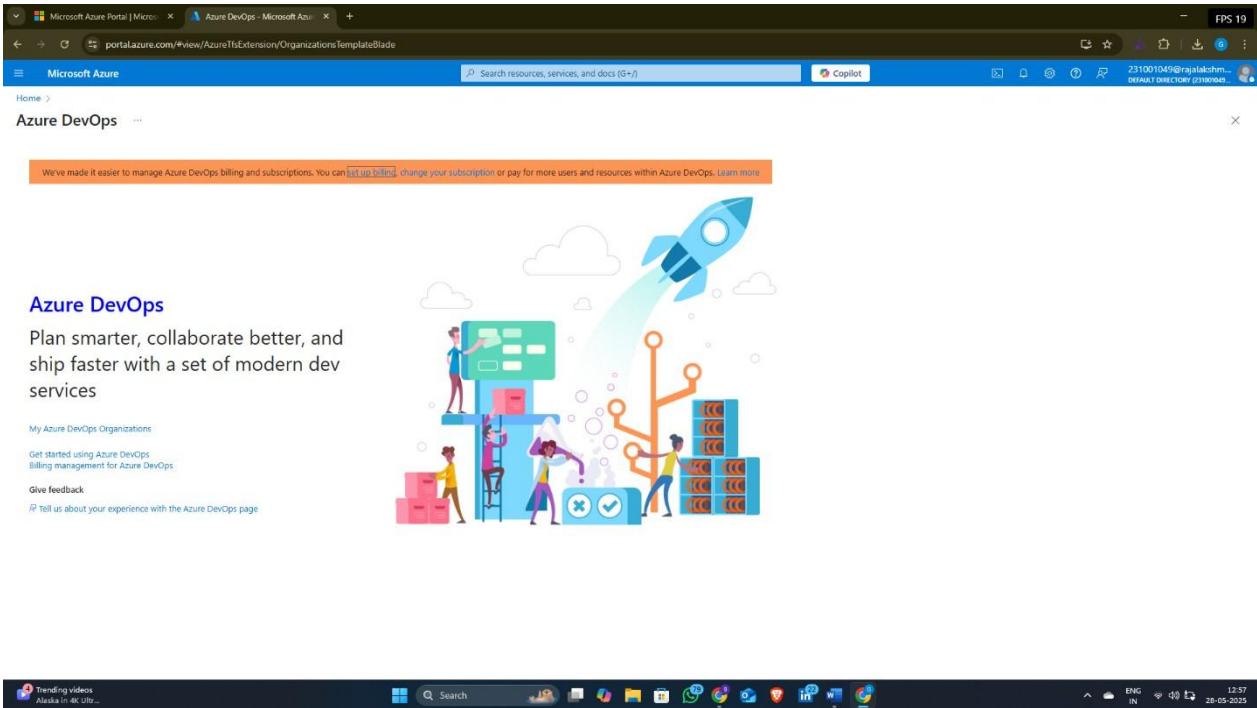 Microsoft Azure Portal | Micros
Azure DevOps - Microsoft Azu
FPS 19
portal.azure.com/#view/AzureTfsExtension/OrganizationsTemplateBlade
Microsoft Azure
Search resources, services, and docs (G+/)
Copilot
231001049@rajalakshm...
DEFAULT DIRECTORY (231001049...
Home >
Azure DevOps ...
We've made it easier to manage Azure DevOps billing and subscriptions. You can set up billing, change your subscription or pay for more users and resources within Azure DevOps. Learn more
Azure DevOps
Plan smarter, collaborate better, and
ship faster with a set of modern dev
services
My Azure DevOps Organizations
Get started using Azure DevOps
Billing management for Azure DevOps
Give feedback
Tell us about your experience with the Azure DevOps page
Trending videos
Alaska in 4K Ultr...
Search
ENG
IN
12:57
28-05-2025